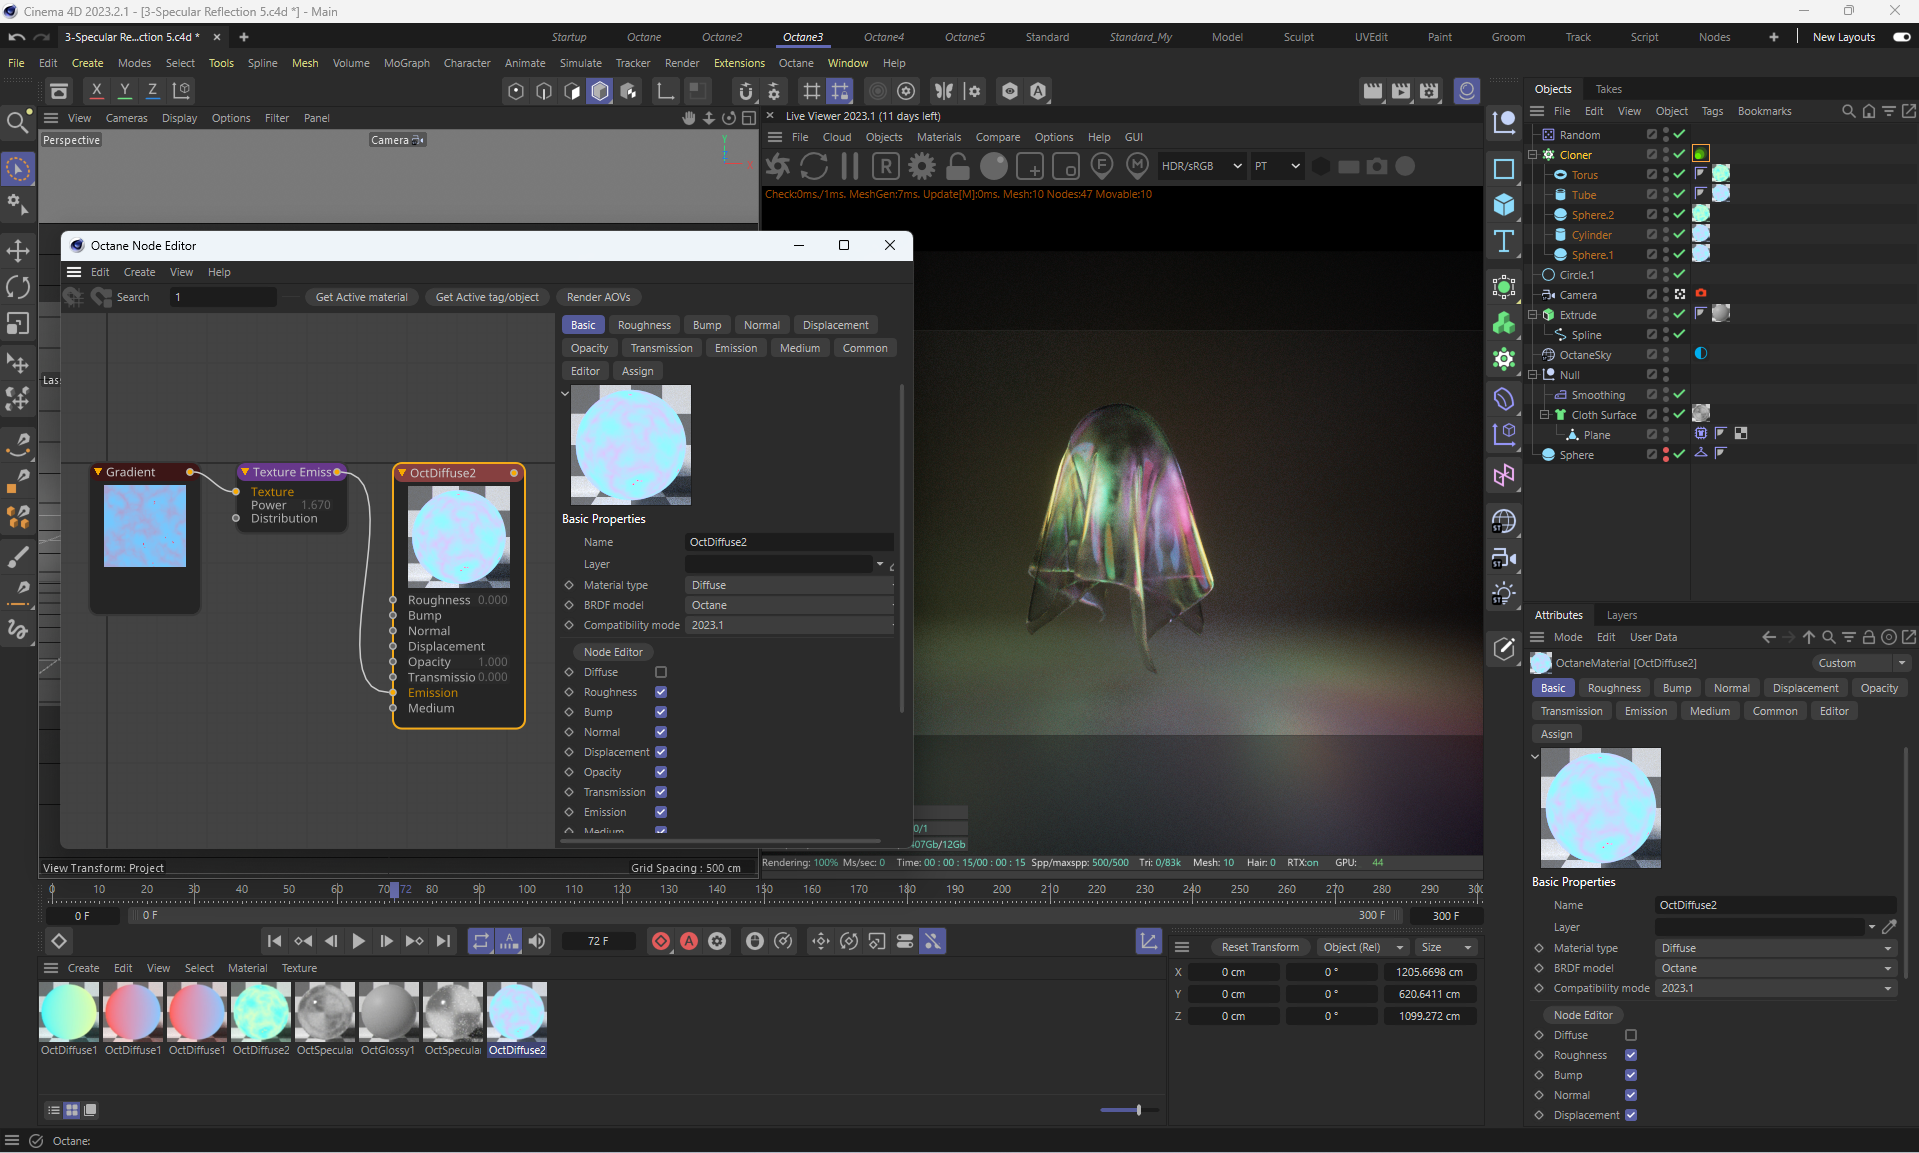 Cinema 4D 2023.2.1 - [3-Specular Reflection 5.c4d *] - Main
3-Specular Re...ction 5.c4d *
Startup Octane Octane2 Octane3 Octane4 Octane5 Standard Standard_My Model Sculpt UVEdit Paint Groom Track Script Nodes New Layouts
File Edit Create Modes Select Tools Spline Mesh Volume MoGraph Character Animate Simulate Tracker Render Extensions Octane Window Help
X Y Z
View Cameras Display Options Filter Panel
Perspective
Camera
Live Viewer 2023.1 (11 days left)
File Cloud Objects Materials Compare Options Help GUI
HDR/sRGB PT
Check:0ms./1ms. MeshGen:7ms. Update[M]:0ms. Mesh:10 Nodes:47 Movable:10
Octane Node Editor
Edit Create View Help
Search 1 Get Active material Get Active tag/object Render AOVs
Basic Roughness Bump Normal Displacement
Opacity Transmission Emission Medium Common
Editor Assign
Las
Gradient
Texture Emiss
Texture
Power 1.670
Distribution
OctDiffuse2
Roughness 0.000
Bump
Normal
Displacement
Opacity 1.000
Transmissio 0.000
Emission
Medium
Basic Properties
Name OctDiffuse2
Layer
Material type Diffuse
BRDF model Octane
Compatibility mode 2023.1
Node Editor
Diffuse
Roughness
Bump
Normal
Displacement
Opacity
Transmission
Emission
Medium
0/1
407Gb/12Gb
View Transform: Project
Grid Spacing : 500 cm
Rendering: 100% Ms/sec: 0 Time: 00 : 00 : 15/00 : 00 : 15 Spp/maxspp: 500/500 Tri: 0/83k Mesh: 10 Hair: 0 RTX:on GPU: 44
0 10 20 30 40 50 60 70 72 80 90 100 110 120 130 140 150 160 170 180 190 200 210 220 230 240 250 260 270 280 290 30
0 F 0 F 300 F 300 F
72 F
Create Edit View Select Material Texture
OctDiffuse1 OctDiffuse1 OctDiffuse1 OctDiffuse2 OctSpecular OctGlossy1 OctSpecular OctDiffuse2
Reset Transform Object (Rel) Size
X 0 cm 0 ° 1205.6698 cm
Y 0 cm 0 ° 620.6411 cm
Z 0 cm 0 ° 1099.272 cm
Octane:
Objects Takes
File Edit View Object Tags Bookmarks
Random
Cloner
Torus
Tube
Sphere.2
Cylinder
Sphere.1
Circle.1
Camera
Extrude
Spline
OctaneSky
Null
Smoothing
Cloth Surface
Plane
Sphere
Attributes Layers
Mode Edit User Data
OctaneMaterial [OctDiffuse2] Custom
Basic Roughness Bump Normal Displacement Opacity
Transmission Emission Medium Common Editor
Assign
Basic Properties
Name OctDiffuse2
Layer
Material type Diffuse
BRDF model Octane
Compatibility mode 2023.1
Node Editor
Diffuse
Roughness
Bump
Normal
Displacement